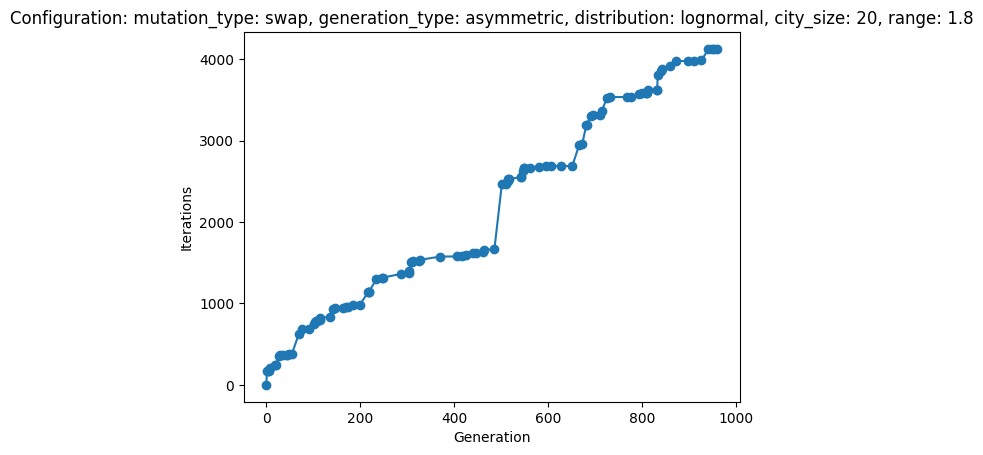 Configuration: mutation_type: swap, generation_type: asymmetric, distribution: lognormal, city_size: 20, range: 1.8
4000
3000
2000
1000
0
Iterations
0 200 400 600 800 1000
Generation